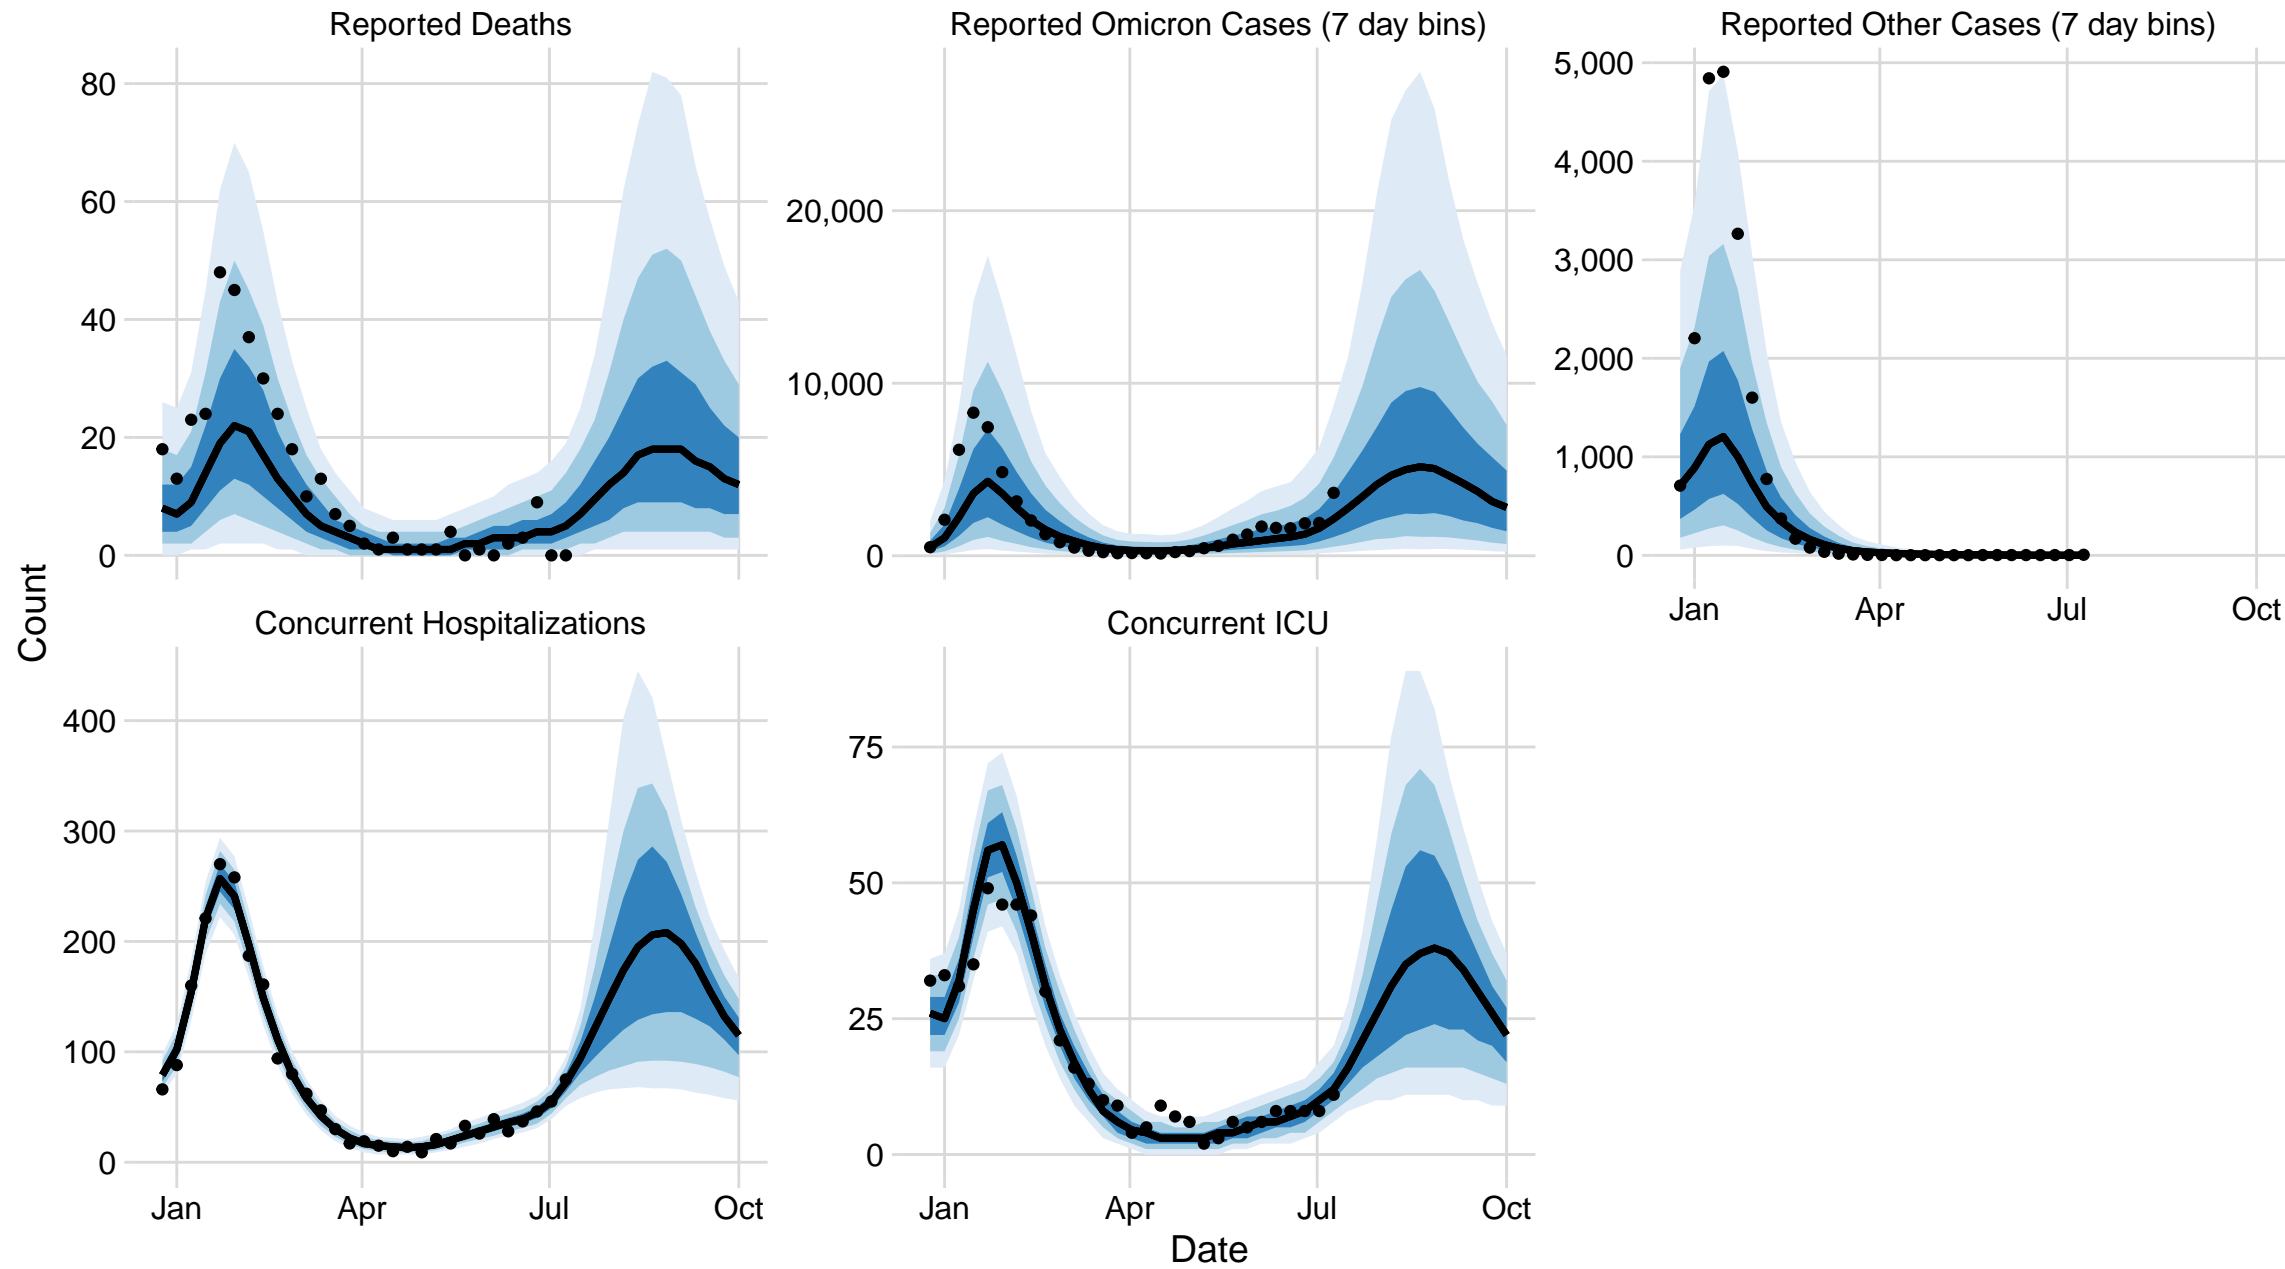 Reported Deaths
Reported Omicron Cases (7 day bins)
Reported Other Cases (7 day bins)
80
60
40
20
0
20,000
10,000
0
5,000
4,000
3,000
2,000
1,000
0
Jan Apr Jul Oct
Count
Concurrent Hospitalizations
Concurrent ICU
400
300
200
100
0
75
50
25
0
Jan Apr Jul Oct
Jan Apr Jul Oct
Date